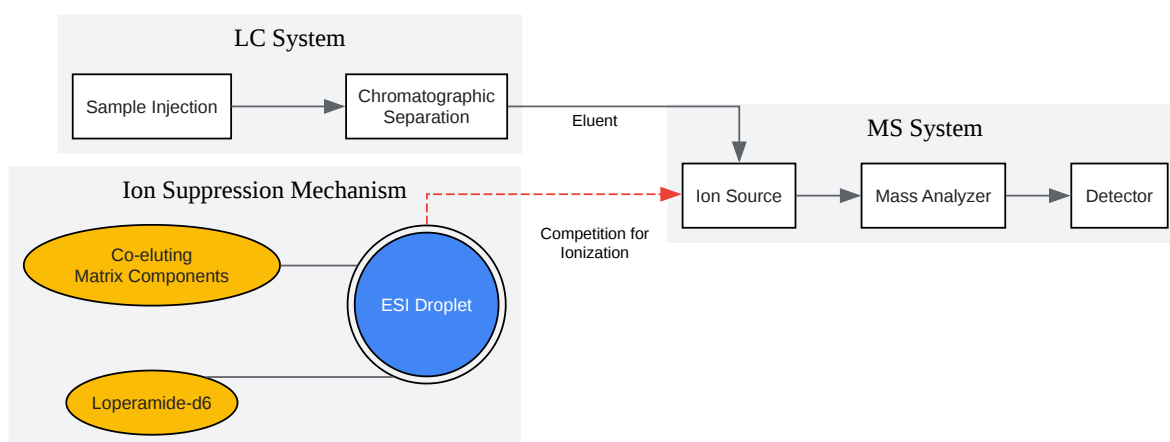 LC System
Sample Injection
Chromatographic
Separation
Eluent
MS System
Ion Source
Mass Analyzer
Detector
Ion Suppression Mechanism
Co-eluting
Matrix Components
ESI Droplet
Loperamide-d6
Competition for
Ionization